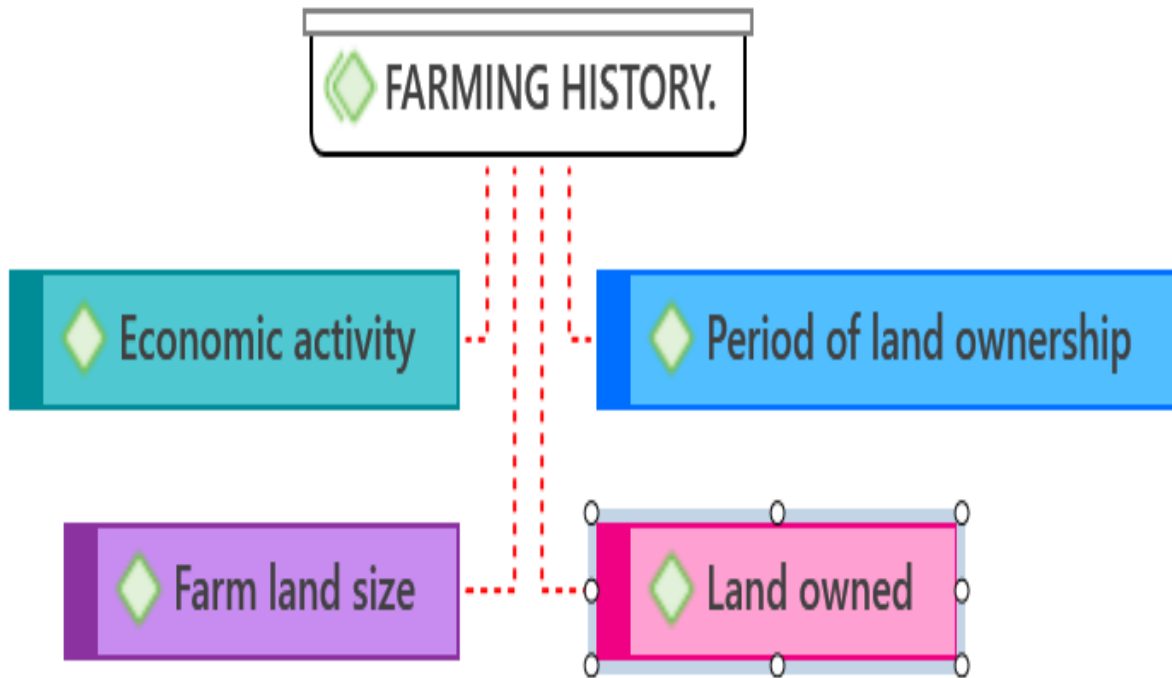 FARMING HISTORY.
Economic activity
Period of land ownership
Farm land size
Land owned